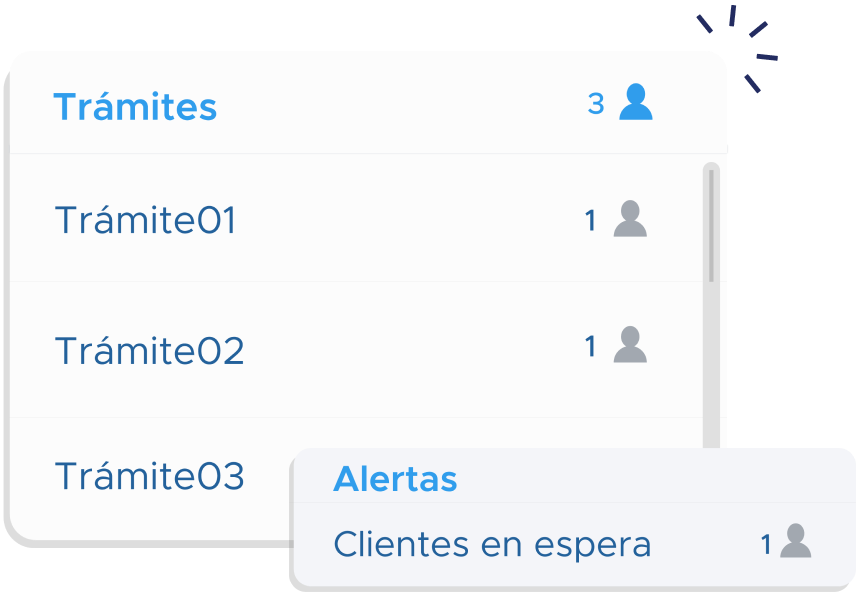 Trámites 3
Trámite01 1
Trámite02 1
Trámite03
Alertas
Clientes en espera 1